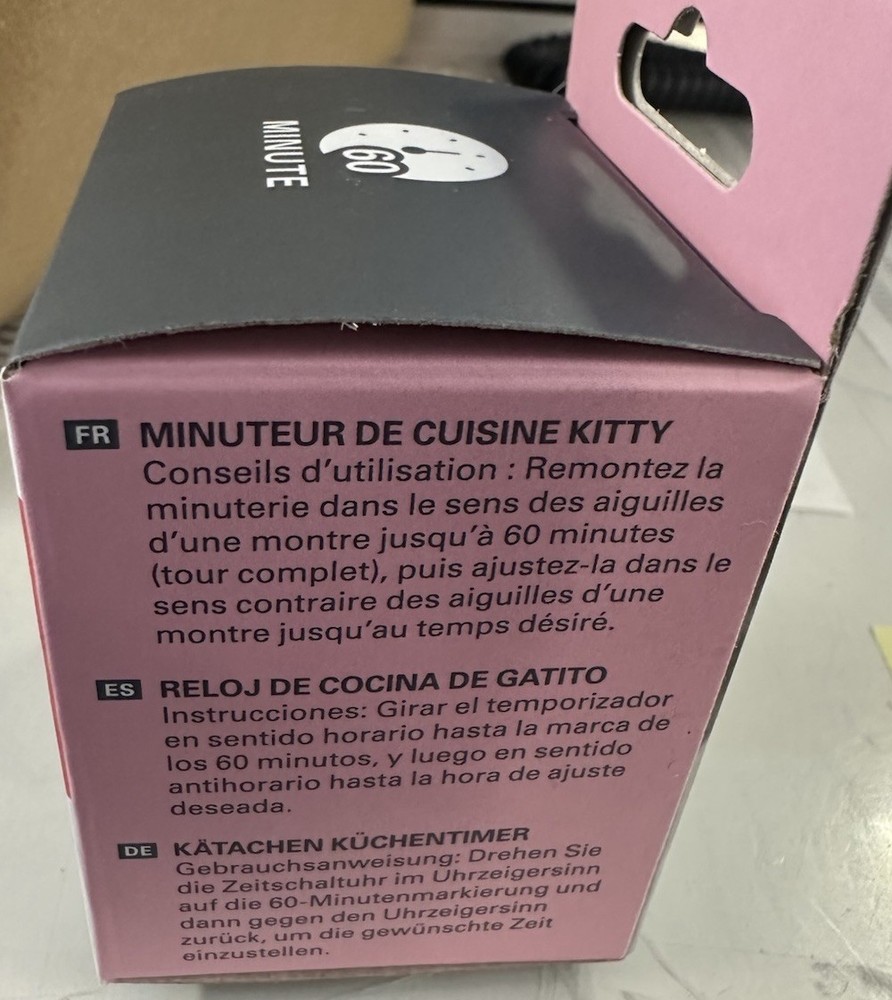 60
MINUTE
FR
MINUTEUR DE CUISINE KITTY
Conseils d'utilisation : Remontez la
minuterie dans le sens des aiguilles
d'une montre jusqu'à 60 minutes
(tour complet), puis ajustez-la dans le
sens contraire des aiguilles d'une
montre jusqu'au temps désiré.
ES
RELOJ DE COCINA DE GATITO
Instrucciones: Girar el temporizador
en sentido horario hasta la marca de
los 60 minutos, y luego en sentido
antihorario hasta la hora de ajuste
deseada.
DE
KÄTACHEN KÜCHENTIMER
Gebrauchsanweisung: Drehen Sie
die Zeitschaltuhr im Uhrzeigersinn
auf die 60-Minutenmarkierung und
dann gegen den Uhrzeigersinn
zurück, um die gewünschte Zeit
einzustellen.